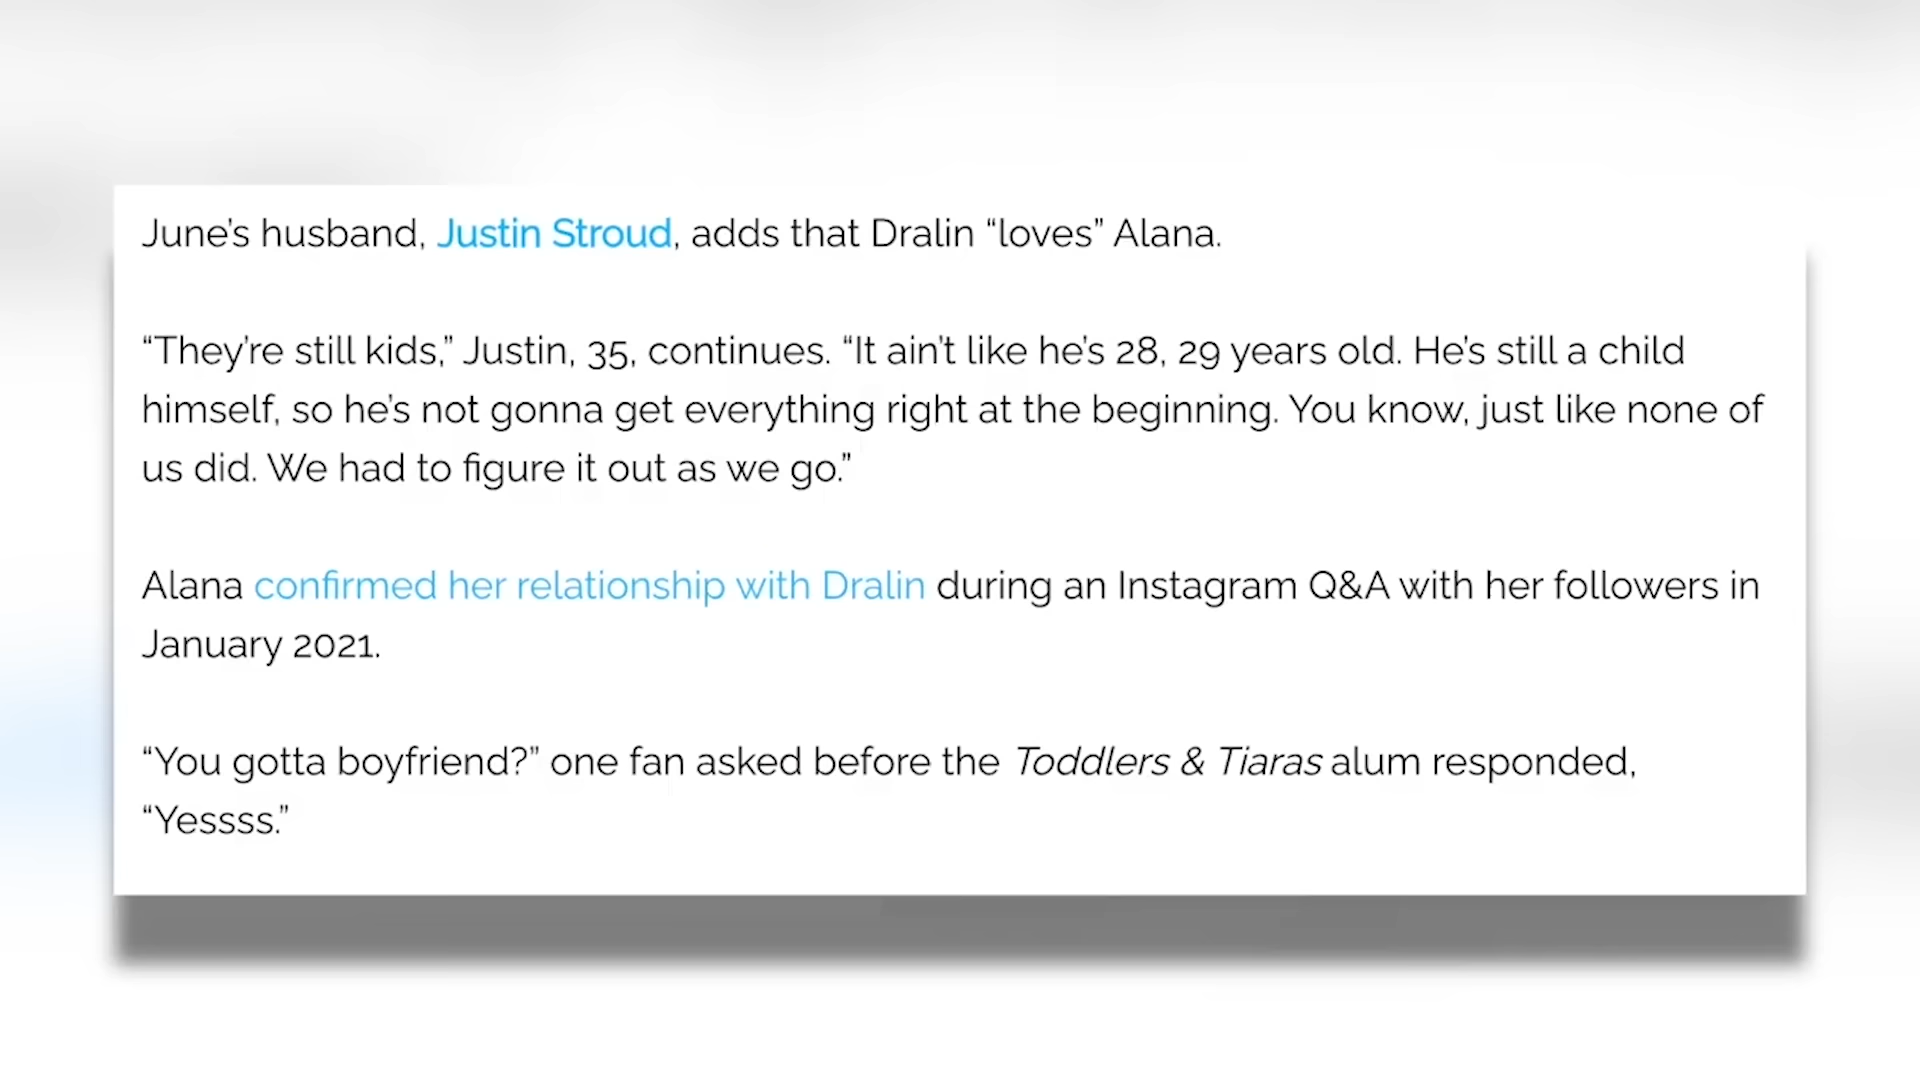 June's husband, Justin Stroud, adds that Dralin “loves” Alana.
“They're still kids,” Justin, 35, continues. “It ain't like he's 28, 29 years old. He's still a child
himself, so he's not gonna get everything right at the beginning. You know, just like none of
us did. We had to figure it out as we go.”
Alana confirmed her relationship with Dralin during an Instagram Q&A with her followers in
January 2021.
“You gotta boyfriend?” one fan asked before the Toddlers & Tiaras alum responded,
“Yessss.”